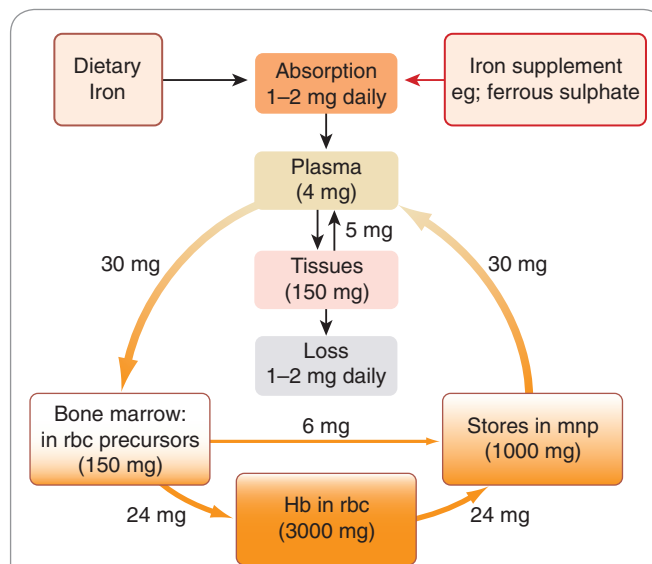 Dietary
Iron
Absorption
1–2 mg daily
Iron supplement
eg; ferrous sulphate
Plasma
(4 mg)
5 mg
30 mg
30 mg
Tissues
(150 mg)
Loss
1–2 mg daily
Bone marrow:
in rbc precursors
(150 mg)
6 mg
Stores in mnp
(1000 mg)
24 mg
Hb in rbc
(3000 mg)
24 mg